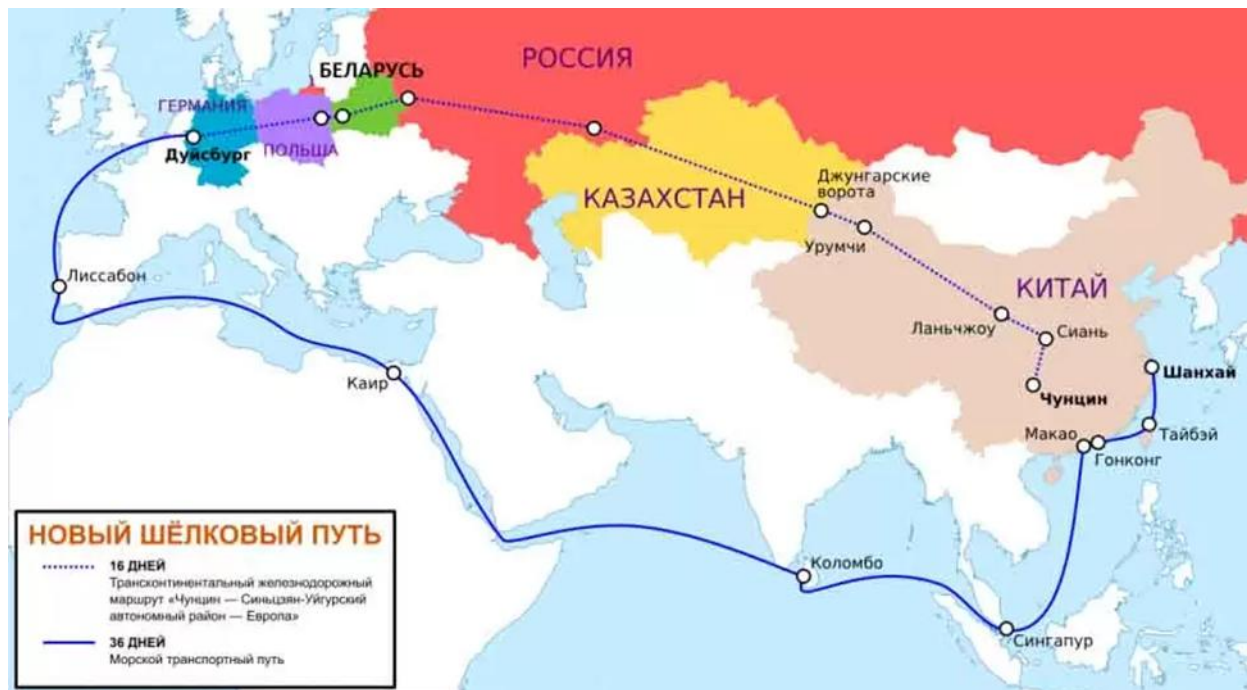 РОССИЯ
БЕЛАРУСЬ
ГЕРМАНИЯ
ПОЛЬША
Дуйсбург
КАЗАХСТАН
Джунгарские
ворота
Урумчи
Лиссабон
КИТАЙ
Ланьчжоу
Сиань
Шанхай
Каир
Чунцин
Макао
Тайбэй
Гонконг
Коломбо
Сингапур
НОВЫЙ ШЁЛКОВЫЙ ПУТЬ
16 ДНЕЙ
Трансконтинентальный железнодорожный
маршрут «Чунцин — Синьцзян-Уйгурский
автономный район — Европа»
36 ДНЕЙ
Морской транспортный путь